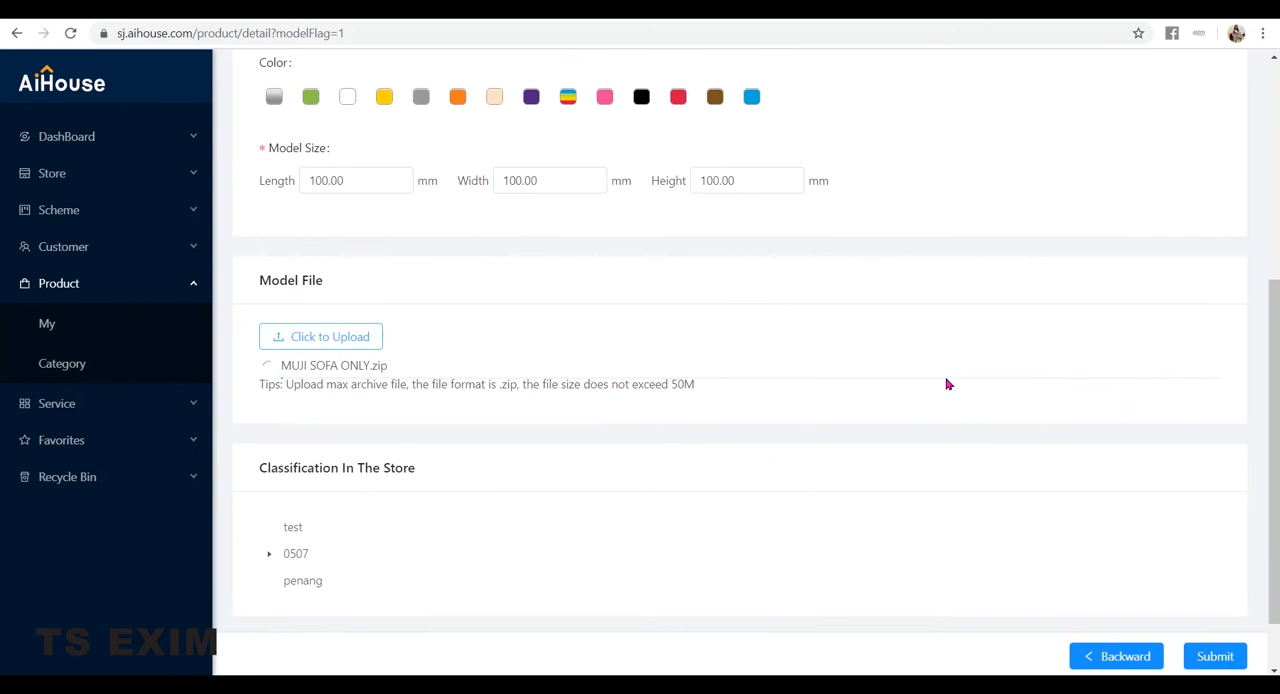 sj.aihouse.com/product/detail?modelFlag=1
AiHouse
DashBoard
Store
Scheme
Customer
Product
My
Category
Service
Favorites
Recycle Bin
TS EXIM
Color:
* Model Size:
Length 100.00 mm Width 100.00 mm Height 100.00 mm
Model File
Click to Upload
MUJI SOFA ONLY.zip
Tips: Upload max archive file, the file format is .zip, the file size does not exceed 50M
Classification In The Store
test
0507
penang
Backward Submit